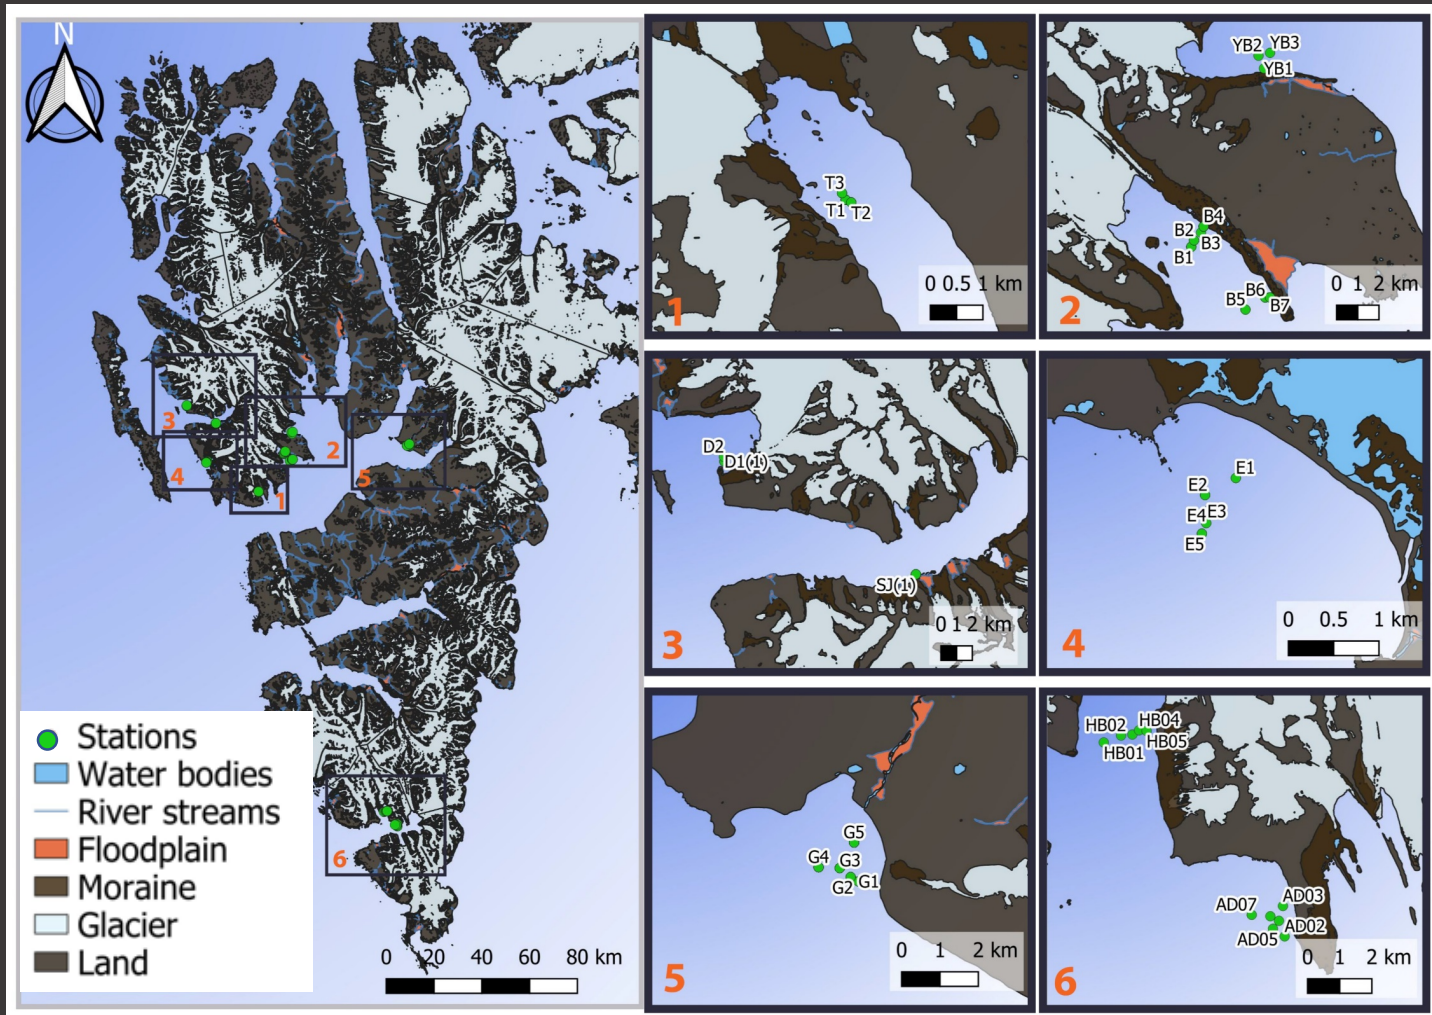 N
3
2
4
5
1
6
Stations
Water bodies
River streams
Floodplain
Moraine
Glacier
Land
0 20 40 60 80 km
T3
T1 T2
0 0.5 1 km
1
YB2 YB3
YB1
B4
B2
B3
B1
B6
B5 B7
0 1 2 km
2
D2
D1(1)
SJ(1)
0 1 2 km
3
E1
E2
E4 E3
E5
0 0.5 1 km
4
G5
G4 G3
G2 G1
0 1 2 km
5
HB02 HB04
HB01 HB05
AD03
AD07
AD02
AD05
0 1 2 km
6